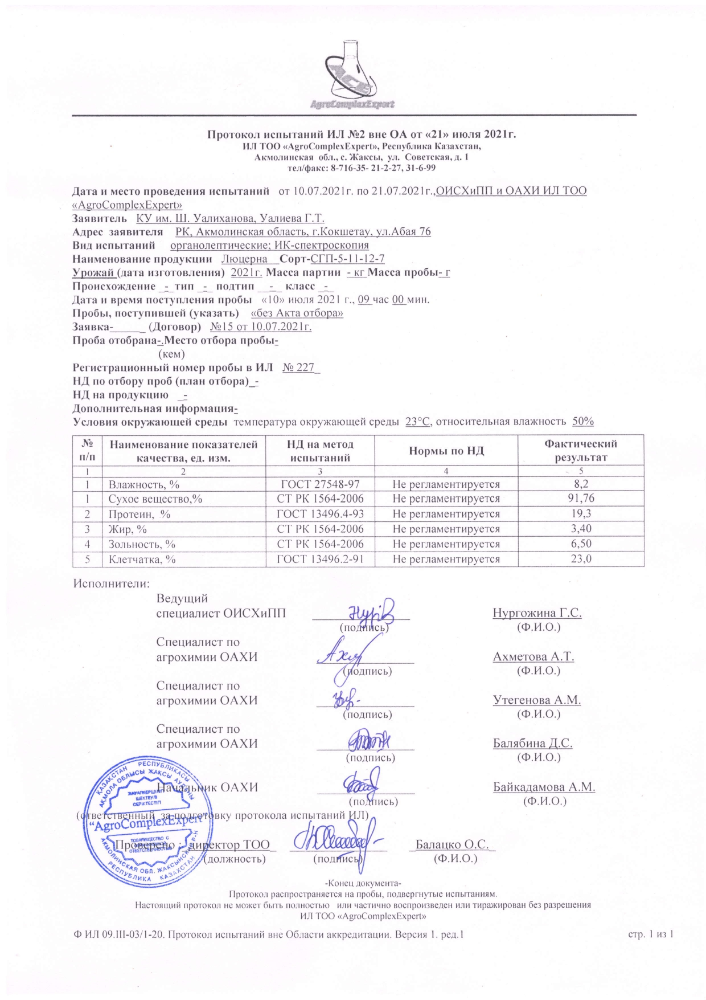 ACE
AgroComplexExpert
Протокол испытаний ИЛ №2 вне ОА от «21» июля 2021г.
ИЛ ТОО «AgroComplexExpert», Республика Казахстан,
Акмолинская обл., с. Жаксы, ул. Советская, д. 1
тел/факс: 8-716-35- 21-2-27, 31-6-99
Дата и место проведения испытаний от 10.07.2021г. по 21.07.2021г.,ОИСХиПП и ОАХИ ИЛ ТОО
«AgroComplexExpert»
Заявитель КУ им. Ш. Уалиханова, Уалиева Г.Т.
Адрес заявителя РК, Акмолинская область, г.Кокшетау, ул.Абая 76
Вид испытаний органолептические; ИК-спектроскопия
Наименование продукции Люцерна Сорт-СГП-5-11-12-7
Урожай (дата изготовления) 2021г. Масса партии - кг Масса пробы- г
Происхождение _-_тип _-_ подтип __-_ класс _-_
Дата и время поступления пробы «10» июля 2021 г., 09 час 00 мин.
Пробы, поступившей (указать) «без Акта отбора»
Заявка-_____ (Договор) №15 от 10.07.2021г.
Проба отобрана-.Место отбора пробы-
(кем)
Регистрационный номер пробы в ИЛ № 227_
НД по отбору проб (план отбора)_-
НД на продукцию _-
Дополнительная информация-
Условия окружающей среды температура окружающей среды 23°С, относительная влажность 50%
№ п/п Наименование показателей качества, ед. изм. НД на метод испытаний Нормы по НД Фактический результат
1 2 3 4 5
1 Влажность, % ГОСТ 27548-97 Не регламентируется 8,2
1 Сухое вещество,% СТ РК 1564-2006 Не регламентируется 91,76
2 Протеин, % ГОСТ 13496.4-93 Не регламентируется 19,3
3 Жир, % СТ РК 1564-2006 Не регламентируется 3,40
4 Зольность, % СТ РК 1564-2006 Не регламентируется 6,50
5 Клетчатка, % ГОСТ 13496.2-91 Не регламентируется 23,0
Исполнители:
Ведущий
специалист ОИСХиПП Нургожина Г.С.
(подпись) (Ф.И.О.)
Специалист по
агрохимии ОАХИ Ахметова А.Т.
(подпись) (Ф.И.О.)
Специалист по
агрохимии ОАХИ Утегенова А.М.
(подпись) (Ф.И.О.)
Специалист по
агрохимии ОАХИ Балябина Д.С.
(подпись) (Ф.И.О.)
Начальник ОАХИ Байкадамова А.М.
(подпись) (Ф.И.О.)
(ответственный за подготовку протокола испытаний ИЛ)
Проверено : директор ТОО_ Балацко О.С._
(должность) (подпись) (Ф.И.О.)
ҚАЗАҚСТАН РЕСПУБЛИКАСЫ
АҚМОЛА ОБЛЫСЫ ЖАҚСЫ АУДАНЫ
ЖАУАПКЕРШІЛІГІ
ШЕКТЕУЛІ
СЕРІКТЕСТІГІ
"AgroComplexExpert"
ТОВАРИЩЕСТВО С
ОТВЕТСТВЕННОСТЬЮ
АКМОЛИНСКАЯ ОБЛ. ЖАКСЫНСКИЙ Р-Н
РЕСПУБЛИКА КАЗАХСТАН
-Конец документа-
Протокол распространяется на пробы, подвергнутые испытаниям.
Настоящий протокол не может быть полностью или частично воспроизведен или тиражирован без разрешения
ИЛ ТОО «AgroComplexExpert»
Ф ИЛ 09.III-03/1-20. Протокол испытаний вне Области аккредитации. Версия 1. ред.1 стр. 1 из 1